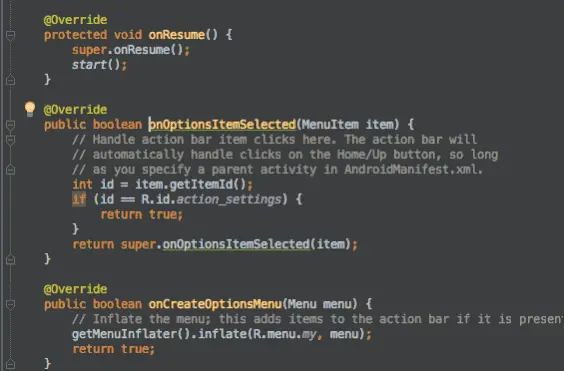 @Override
protected void onResume() {
super.onResume();
start();
}
@Override
public boolean onOptionsItemSelected(MenuItem item) {
// Handle action bar item clicks here. The action bar will
// automatically handle clicks on the Home/Up button, so long
// as you specify a parent activity in AndroidManifest.xml.
int id = item.getItemId();
if (id == R.id.action_settings) {
return true;
}
return super.onOptionsItemSelected(item);
}
@Override
public boolean onCreateOptionsMenu(Menu menu) {
// Inflate the menu; this adds items to the action bar if it is presen
getMenuInflater().inflate(R.menu.my, menu);
return true;
}